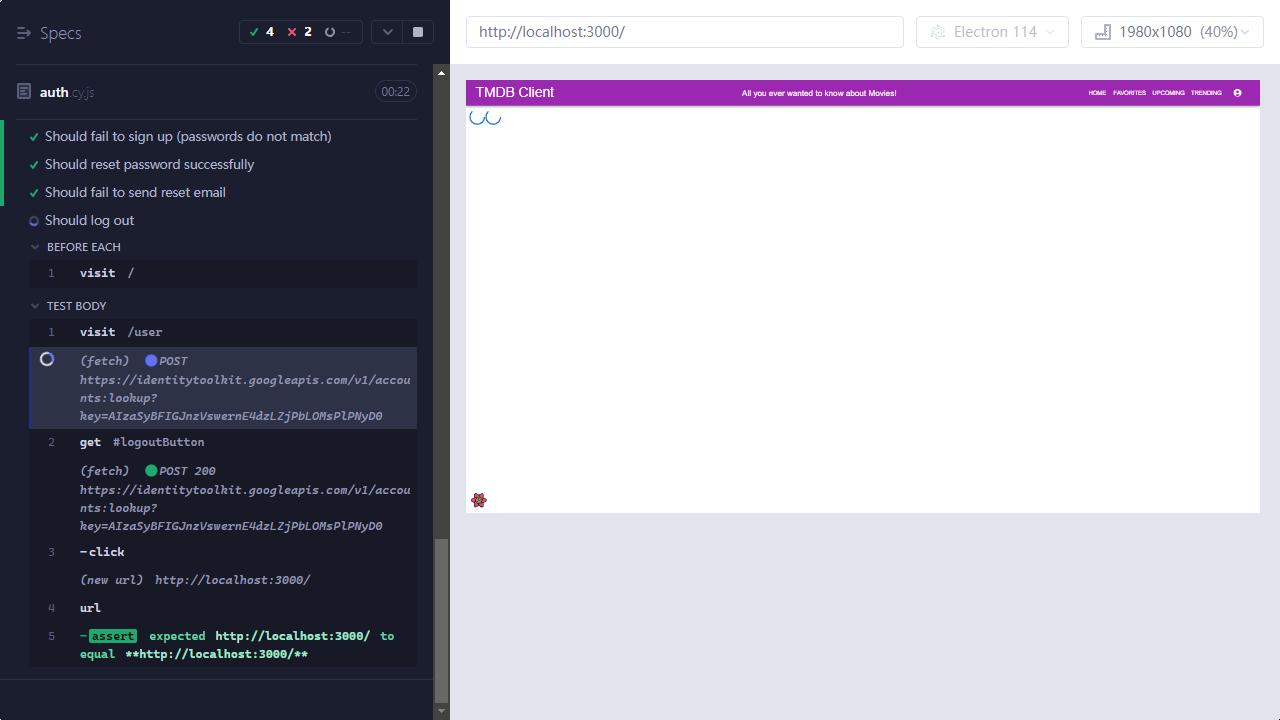 Specs
4 2 --
auth.cy.js 00:22
Should fail to sign up (passwords do not match)
Should reset password successfully
Should fail to send reset email
Should log out
BEFORE EACH
1 visit /
TEST BODY
1 visit /user
(fetch) POST
https://identitytoolkit.googleapis.com/v1/accou
nts:lookup?
key=AIzaSyBFIGJnzVswernE4dzLZjPbLOMsPlPNyD0
2 get #logoutButton
(fetch) POST 200
https://identitytoolkit.googleapis.com/v1/accou
nts:lookup?
key=AIzaSyBFIGJnzVswernE4dzLZjPbLOMsPlPNyD0
3 -click
(new url) http://localhost:3000/
4 url
5 -assert expected http://localhost:3000/ to
equal **http://localhost:3000/**
http://localhost:3000/
Electron 114
1980x1080 (40%)
TMDB Client
All you ever wanted to know about Movies!
HOME FAVORITES UPCOMING TRENDING